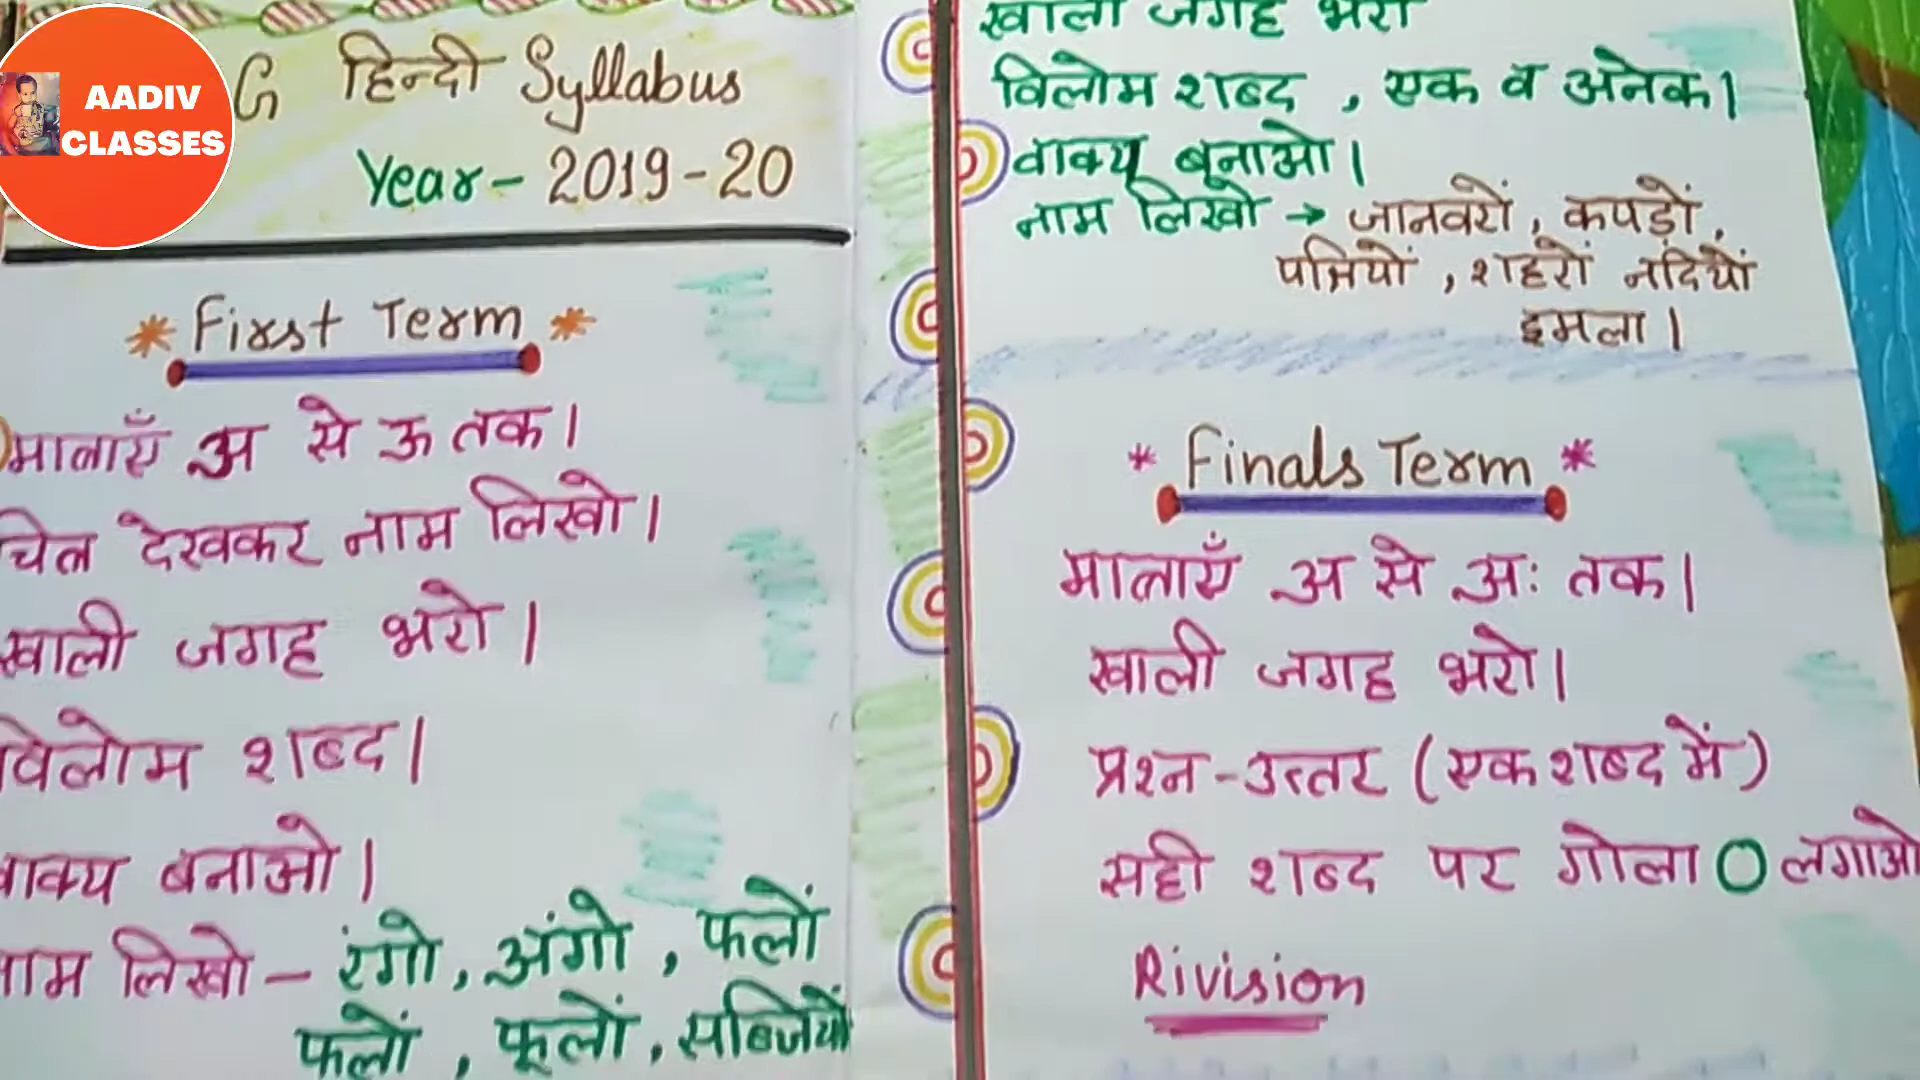 AADIV
CLASSES
G हिन्दी Syllabus
Year - 2019-20
* First Term *
मात्राएँ अ से ऊ तक।
चित्र देखकर नाम लिखो।
खाली जगह भरो।
विलोम शब्द।
वाक्य बनाओ।
नाम लिखो - रंगो, अंगो, फलों
फलों, फूलों, सब्जियों
खाली जगह भरो
विलोम शब्द, एक व अनेक।
वाक्य बनाओ।
नाम लिखो → जानवरों, कपड़ों,
पक्षियों, शहरों नदियों
इमला।
* Finals Term *
मात्राएँ अ से अः तक।
खाली जगह भरो।
प्रश्न-उत्तर (एक शब्द में)
सही शब्द पर गोला O लगाओ
Rivision